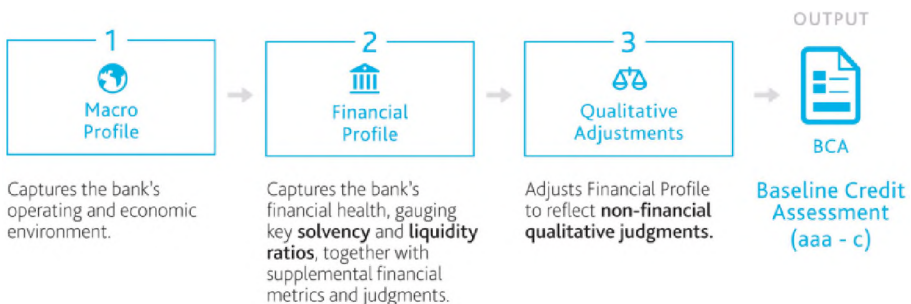 1
Macro
Profile
Captures the bank's
operating and economic
environment.
2
Financial
Profile
Captures the bank's
financial health, gauging
key solvency and liquidity
ratios, together with
supplemental financial
metrics and judgments.
3
Qualitative
Adjustments
Adjusts Financial Profile
to reflect non-financial
qualitative judgments.
OUTPUT
BCA
Baseline Credit
Assessment
(aaa - c)